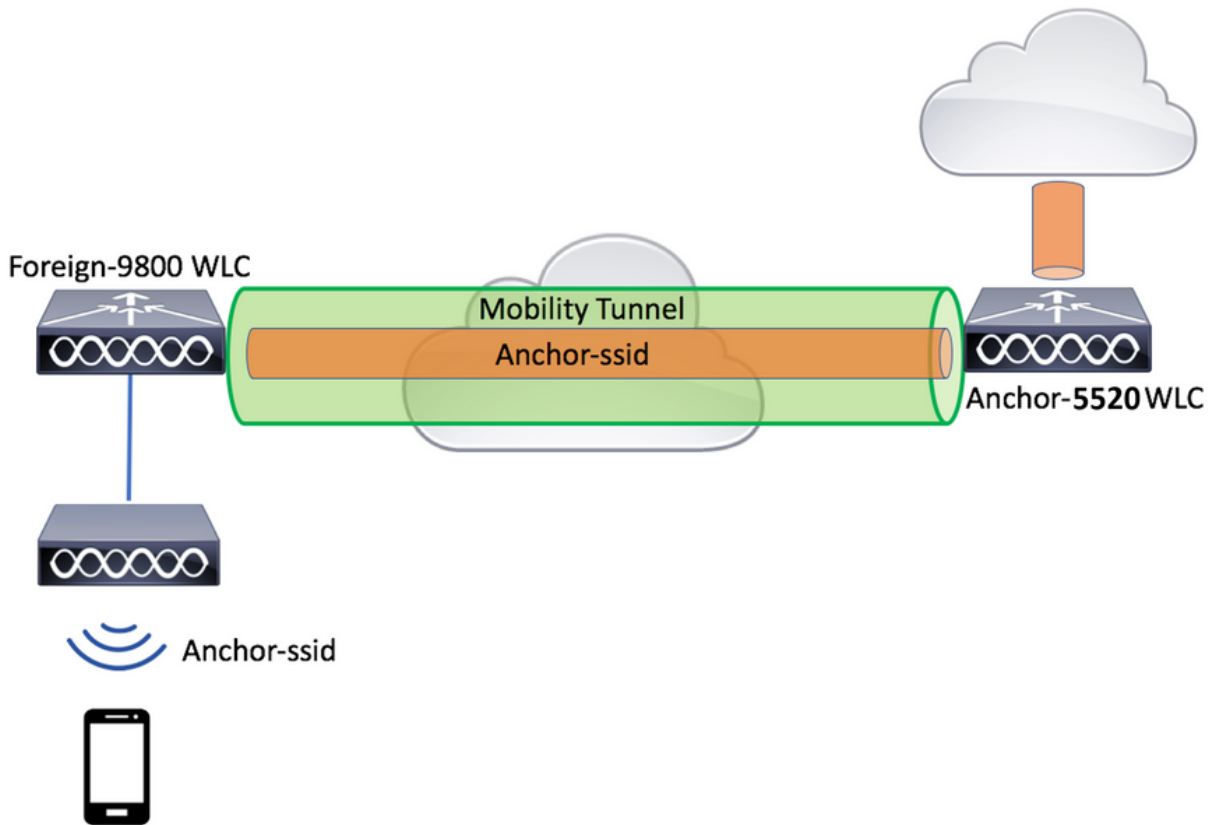 Foreign-9800 WLC
Mobility Tunnel
Anchor-ssid
Anchor-5520 WLC
Anchor-ssid